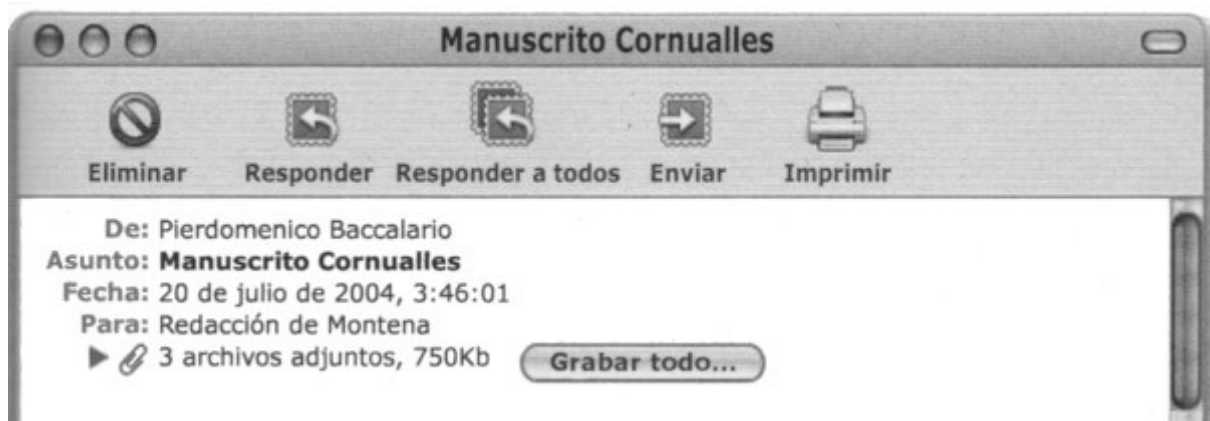 Manuscrito Cornualles
Eliminar Responder Responder a todos Enviar Imprimir
De: Pierdomenico Baccalario
Asunto: Manuscrito Cornualles
Fecha: 20 de julio de 2004, 3:46:01
Para: Redacción de Montena
3 archivos adjuntos, 750Kb Grabar todo...